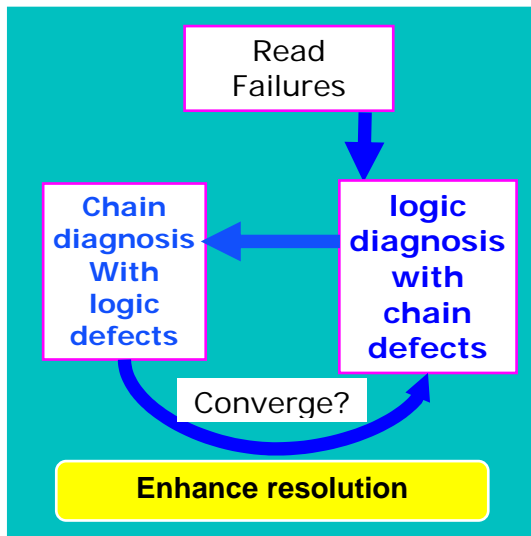 Read
Failures
Chain
diagnosis
With
logic
defects
logic
diagnosis
with
chain
defects
Converge?
Enhance resolution